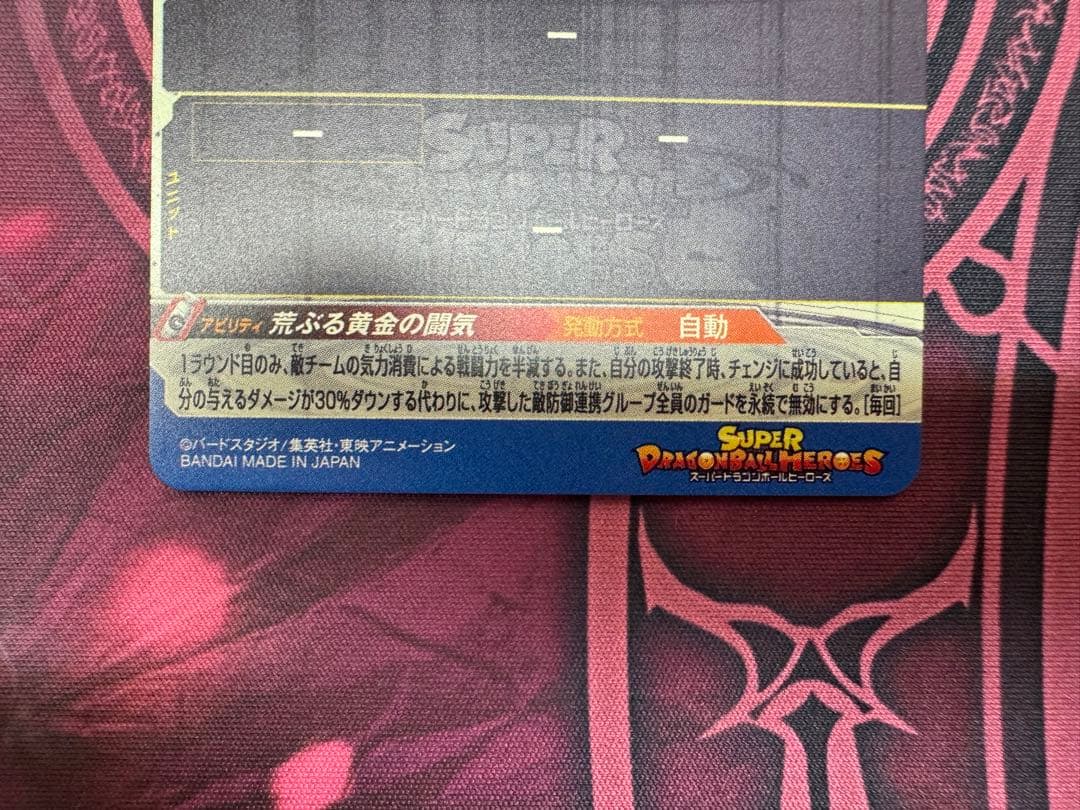 ー
ー SUPER ー
ユニット
スーパードラゴンボールヒーローズ
ー
アビリティ 荒ぶる黄金の闘気 発動方式 自動
1ラウンド目のみ、敵チームの気力消費による戦闘力を半減する。また、自分の攻撃終了時、チェンジに成功していると、自
分の与えるダメージが30%ダウンする代わりに、攻撃した敵防御連携グループ全員のガードを永続で無効にする。[毎回]
©バードスタジオ/集英社・東映アニメーション
BANDAI MADE IN JAPAN
SUPER
DRAGONBALL HEROES
スーパードラゴンボールヒーローズ